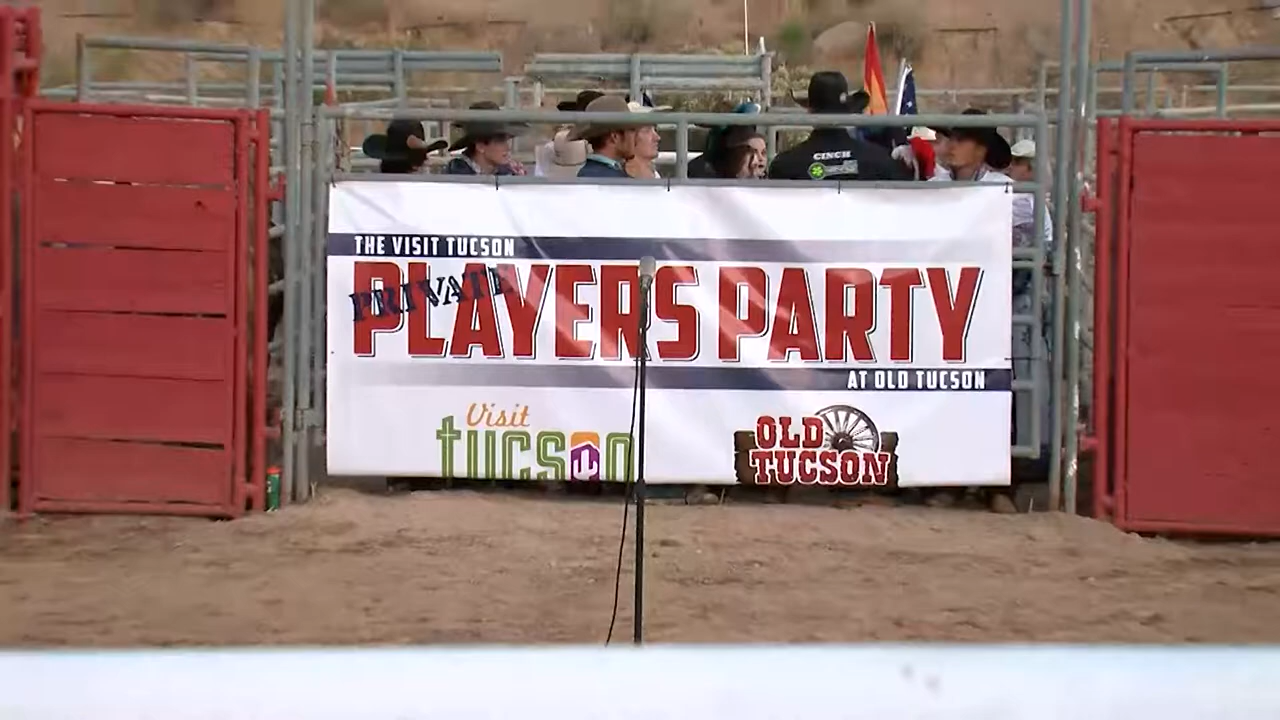 CINCH
THE VISIT TUCSON
PRIVATE
PLAYERS PARTY
AT OLD TUCSON
Visit
tucson
OLD
TUCSON